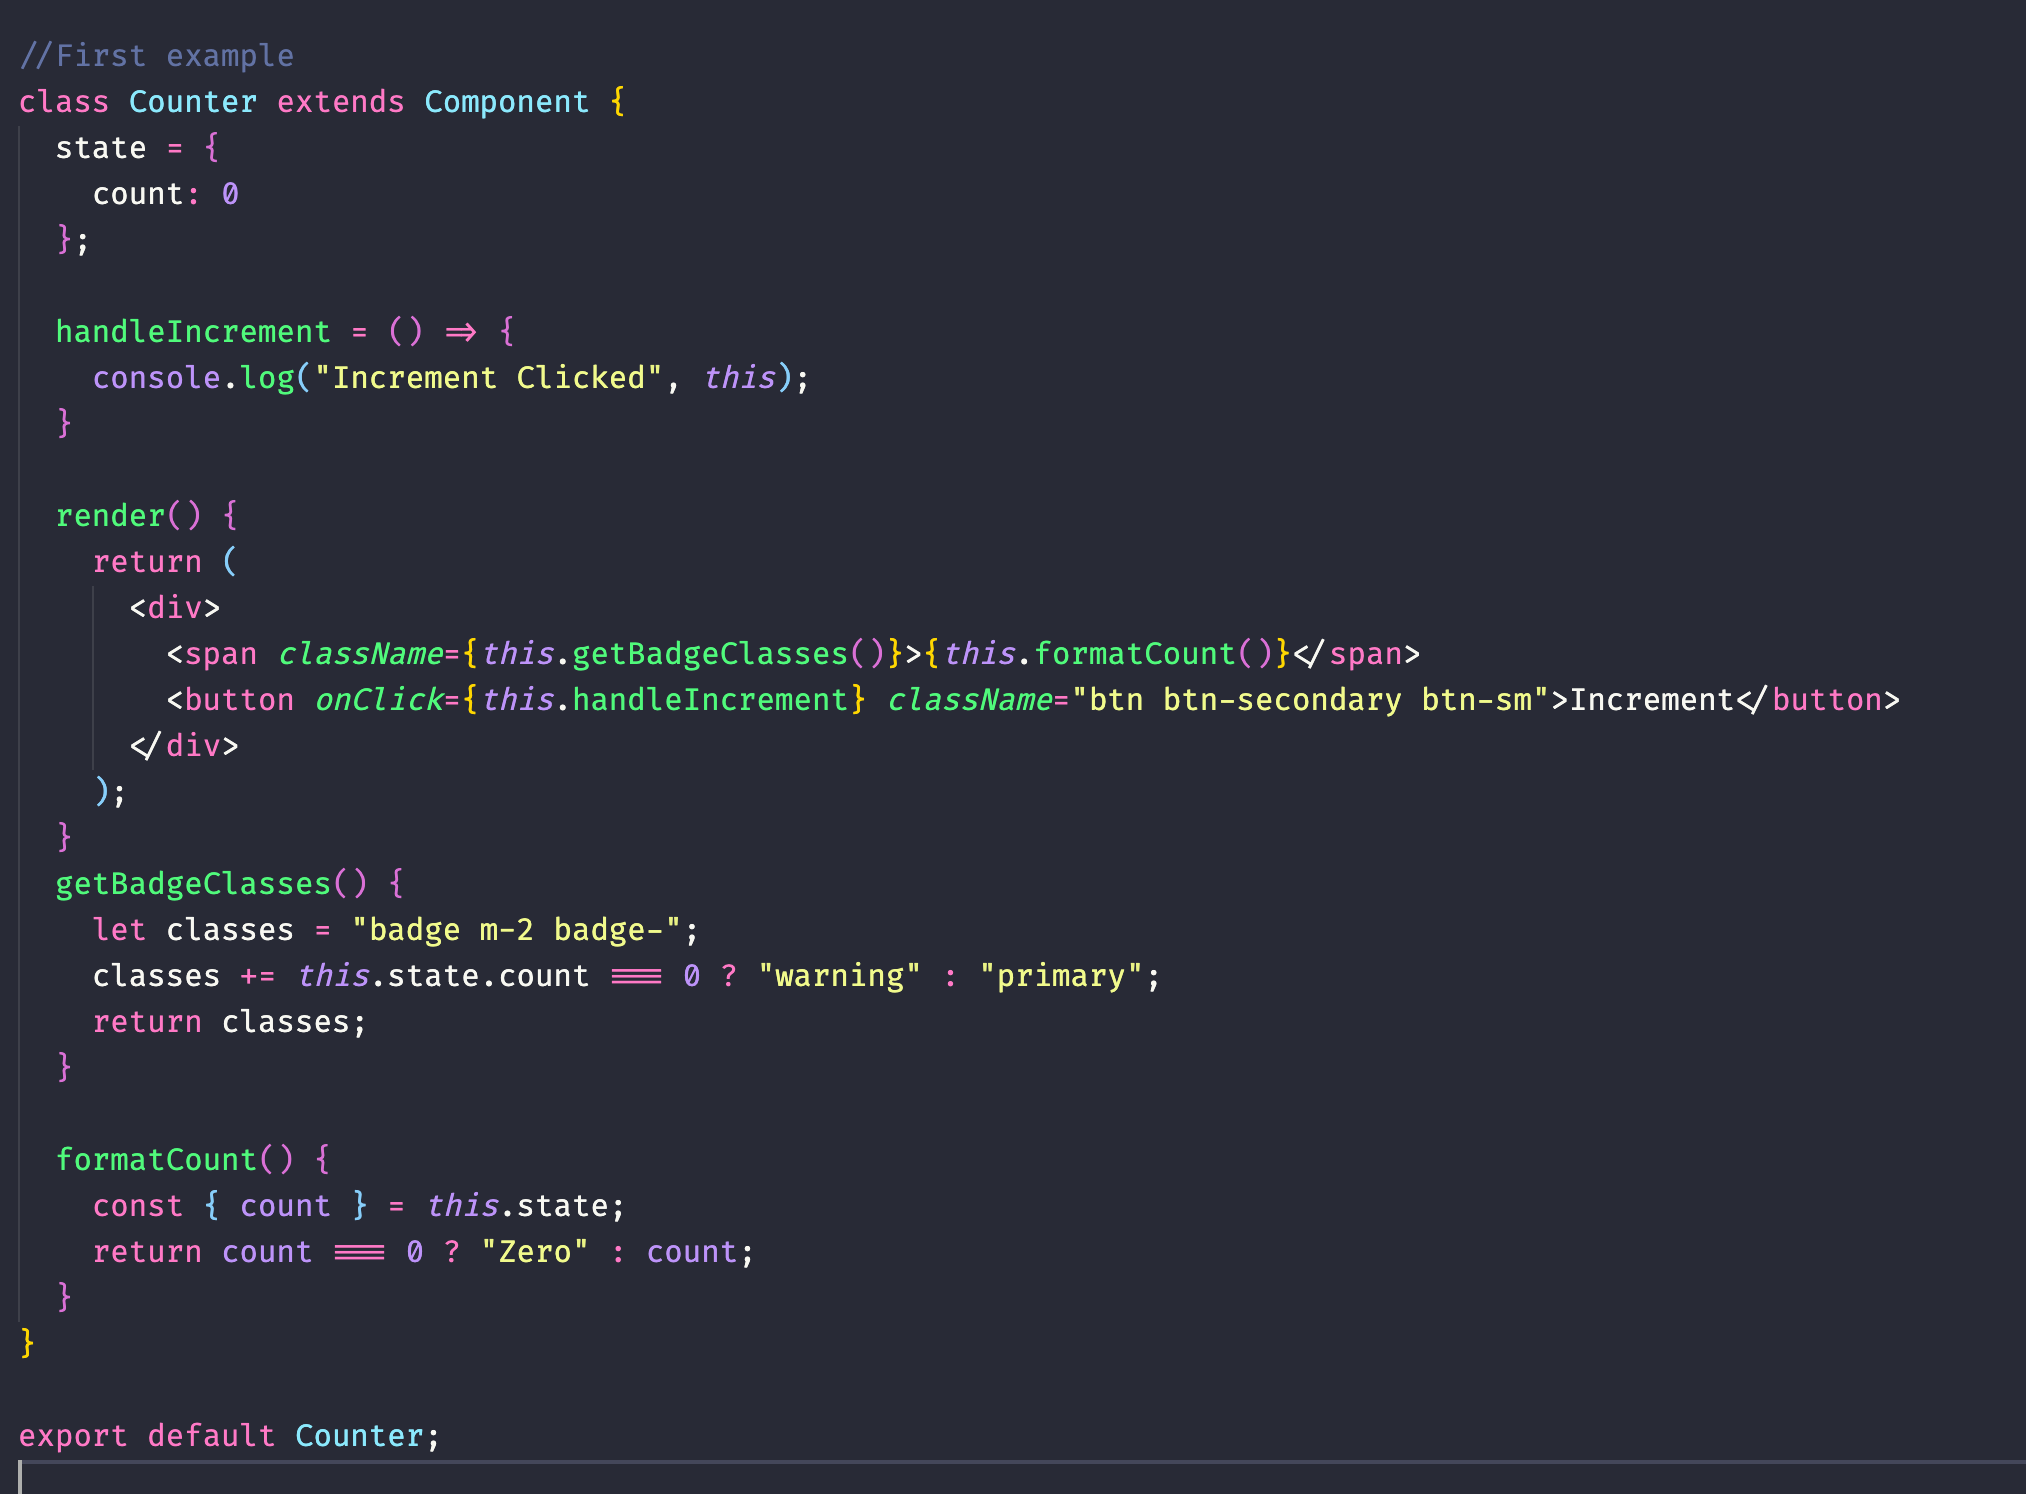 //First example
class Counter extends Component {
  state = {
    count: 0
  };

  handleIncrement = () => {
    console.log("Increment Clicked", this);
  }

  render() {
    return (
      <div>
        <span className={this.getBadgeClasses()}>{this.formatCount()}</span>
        <button onClick={this.handleIncrement} className="btn btn-secondary btn-sm">Increment</button>
      </div>
    );
  }
  getBadgeClasses() {
    let classes = "badge m-2 badge-";
    classes += this.state.count === 0 ? "warning" : "primary";
    return classes;
  }

  formatCount() {
    const { count } = this.state;
    return count === 0 ? "Zero" : count;
  }
}

export default Counter;